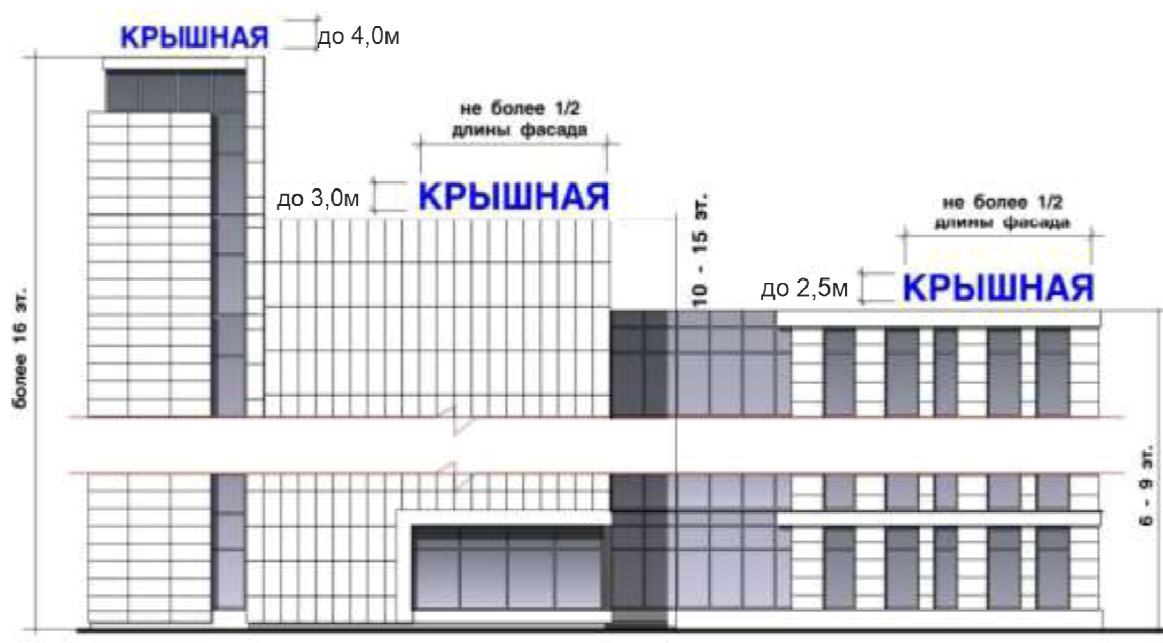 КРЫШНАЯ
до 4,0м
не более 1/2
длины фасада
до 3,0м
КРЫШНАЯ
10 - 15 эт.
не более 1/2
длины фасада
до 2,5м
КРЫШНАЯ
более 16 эт.
6 - 9 эт.